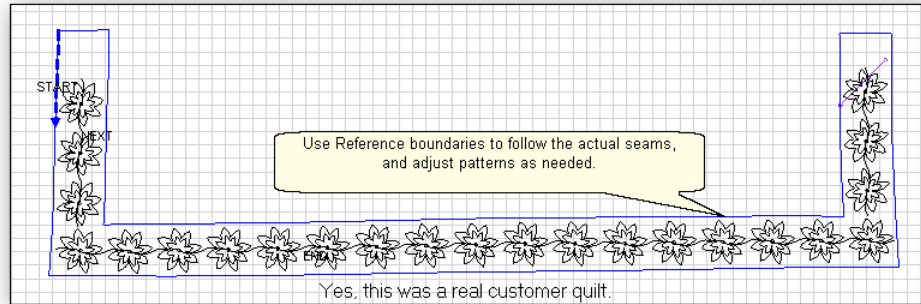 START
NEXT
Use Reference boundaries to follow the actual seams,
and adjust patterns as needed.
END
Yes, this was a real customer quilt.